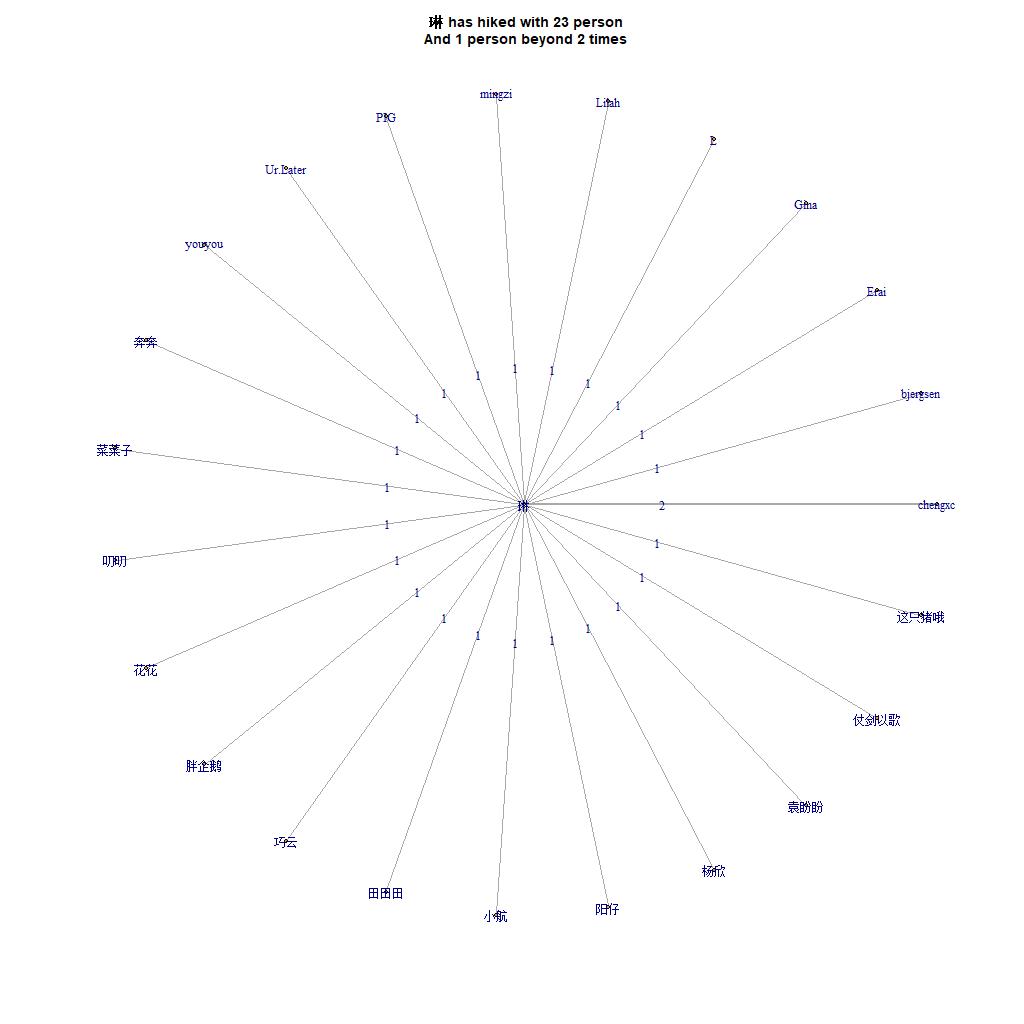 琳 has hiked with 23 person
And 1 person beyond 2 times
mingzi
PIG
Ur.Later
Gina
youyou
奔奔
1
1
1
1
1
bjergsen
1
1
1
菜菜子
1
1
1
琳
2
chengxc
1
1
叨叨
1
1
1
1
这只猪哦
1
1
1
1
1
花花
仗剑以歌
胖企鹅
袁盼盼
巧云
杨欣
田田田
阳仔
小航